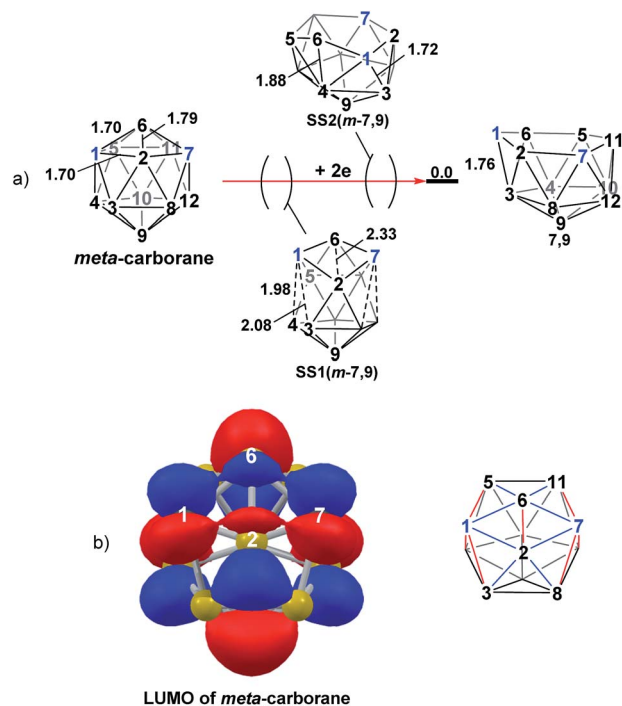 7
5 6 2
1
1.72
1.88
4 3
9
SS2(m-7,9)
6
1.70 1.79
1 5 11 7
2
1.70
10
4 3 8 12
9
meta-carborane
a)
+ 2e
0.0
1 6 5 11
2 7
1.76
3 4 10
8 12
9
7,9
2.33
6
1 7
5
2
1.98
4 3
2.08
9
SS1(m-7,9)
6
1 7
2
b)
LUMO of meta-carborane
5 11
6
1 7
2
3 8